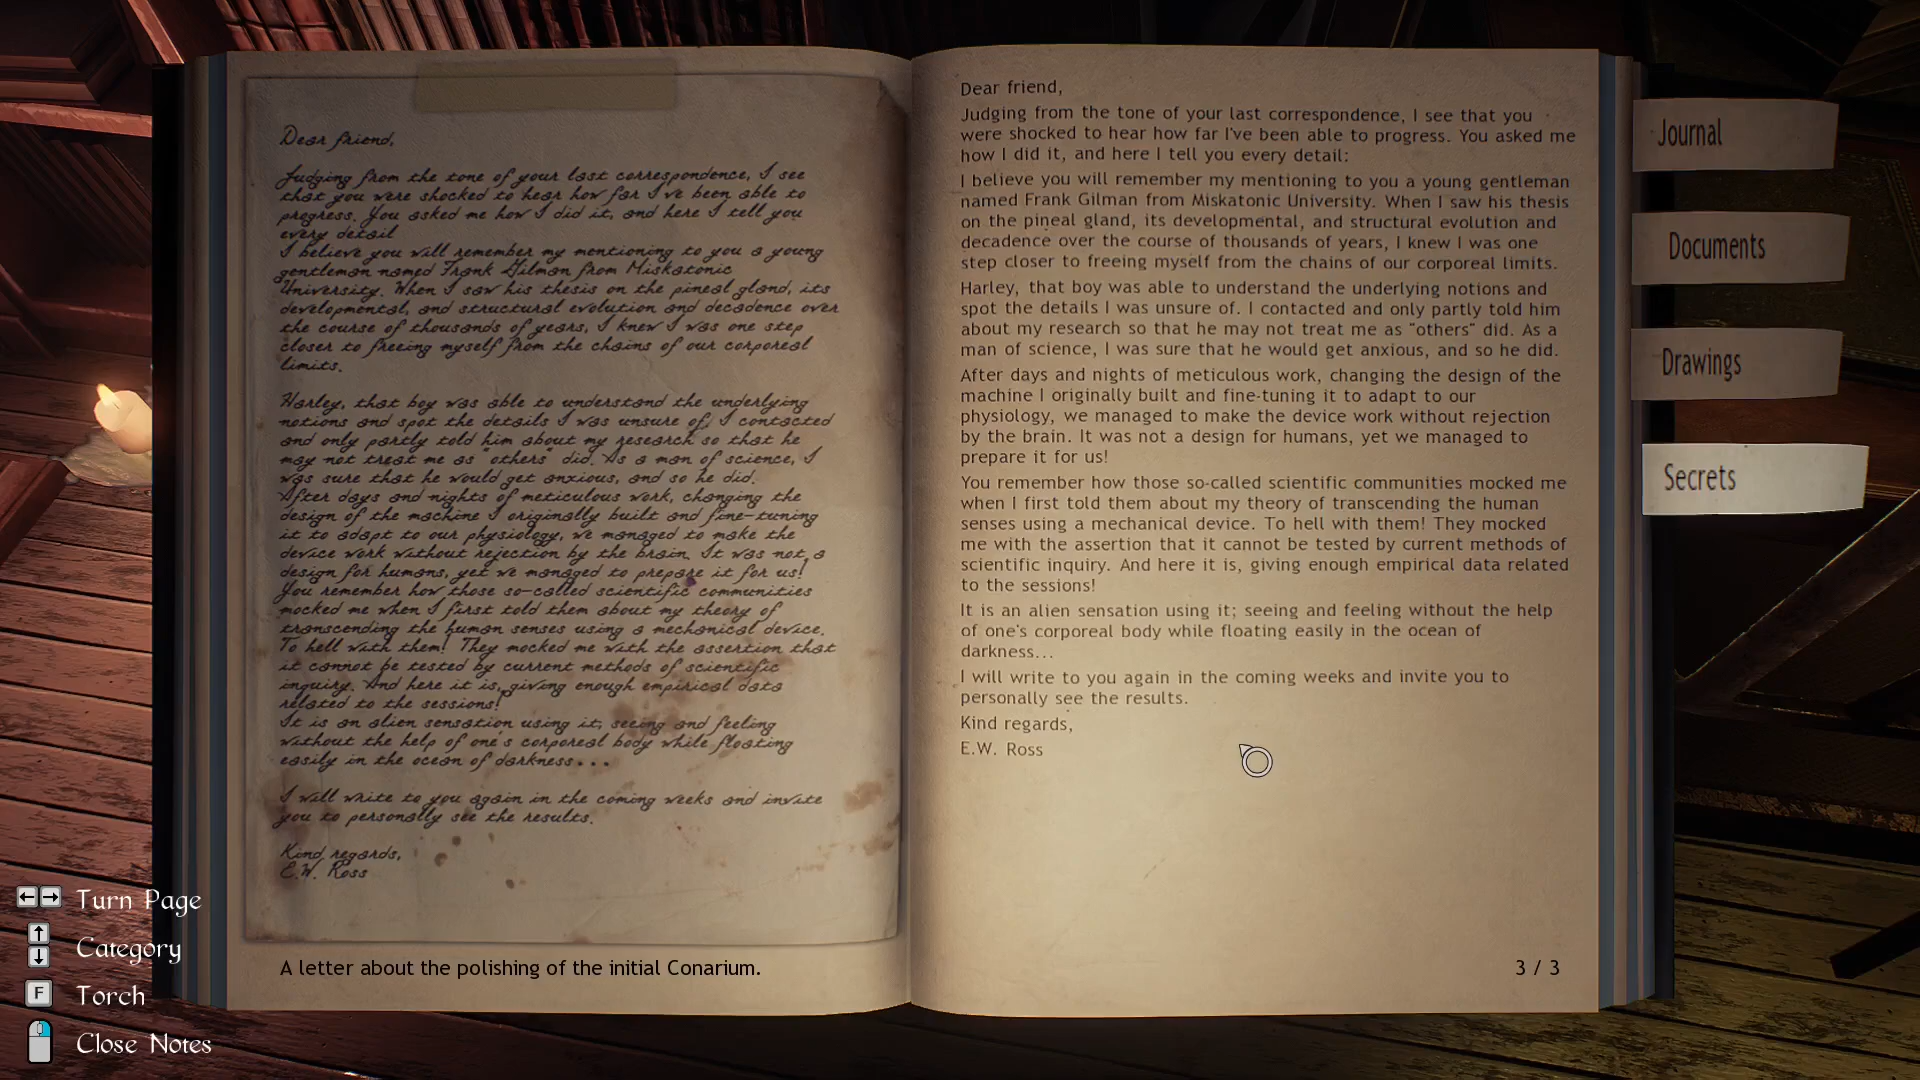 Dear friend,
Judging from the tone of your last correspondence, I see
that you were shocked to hear how far I've been able to
progress. You asked me how I did it, and here I tell you
every detail
I believe you will remember my mentioning to you a young
gentleman named Frank Gilman from Miskatonic
University. When I saw his thesis on the pineal gland, its
developmental, and structural evolution and decadence over
the course of thousands of years, I knew I was one step
closer to freeing myself from the chains of our corporeal
limits.
Harley, that boy was able to understand the underlying
notions and spot the details I was unsure of. I contacted
and only partly told him about my research so that he
may not treat me as "others" did. As a man of science, I
was sure that he would get anxious, and so he did.
After days and nights of meticulous work, changing the
design of the machine I originally built and fine-tuning
it to adapt to our physiology, we managed to make the
device work without rejection by the brain. It was not a
design for humans, yet we managed to prepare it for us!
You remember how those so-called scientific communities
mocked me when I first told them about my theory of
transcending the human senses using a mechanical device.
To hell with them! They mocked me with the assertion that
it cannot be tested by current methods of scientific
inquiry. And here it is, giving enough empirical data
related to the sessions!
It is an alien sensation using it; seeing and feeling
without the help of one's corporeal body while floating
easily in the ocean of darkness...
I will write to you again in the coming weeks and invite
you to personally see the results.
Kind regards,
E.W. Ross
A letter about the polishing of the initial Conarium.
Dear friend,
Judging from the tone of your last correspondence, I see that you
were shocked to hear how far I've been able to progress. You asked me
how I did it, and here I tell you every detail:
I believe you will remember my mentioning to you a young gentleman
named Frank Gilman from Miskatonic University. When I saw his thesis
on the pineal gland, its developmental, and structural evolution and
decadence over the course of thousands of years, I knew I was one
step closer to freeing myself from the chains of our corporeal limits.
Harley, that boy was able to understand the underlying notions and
spot the details I was unsure of. I contacted and only partly told him
about my research so that he may not treat me as "others" did. As a
man of science, I was sure that he would get anxious, and so he did.
After days and nights of meticulous work, changing the design of the
machine I originally built and fine-tuning it to adapt to our
physiology, we managed to make the device work without rejection
by the brain. It was not a design for humans, yet we managed to
prepare it for us!
You remember how those so-called scientific communities mocked me
when I first told them about my theory of transcending the human
senses using a mechanical device. To hell with them! They mocked
me with the assertion that it cannot be tested by current methods of
scientific inquiry. And here it is, giving enough empirical data related
to the sessions!
It is an alien sensation using it; seeing and feeling without the help
of one's corporeal body while floating easily in the ocean of
darkness...
I will write to you again in the coming weeks and invite you to
personally see the results.
Kind regards,
E.W. Ross
3 / 3
Journal
Documents
Drawings
Secrets
Turn Page
Category
F Torch
Close Notes